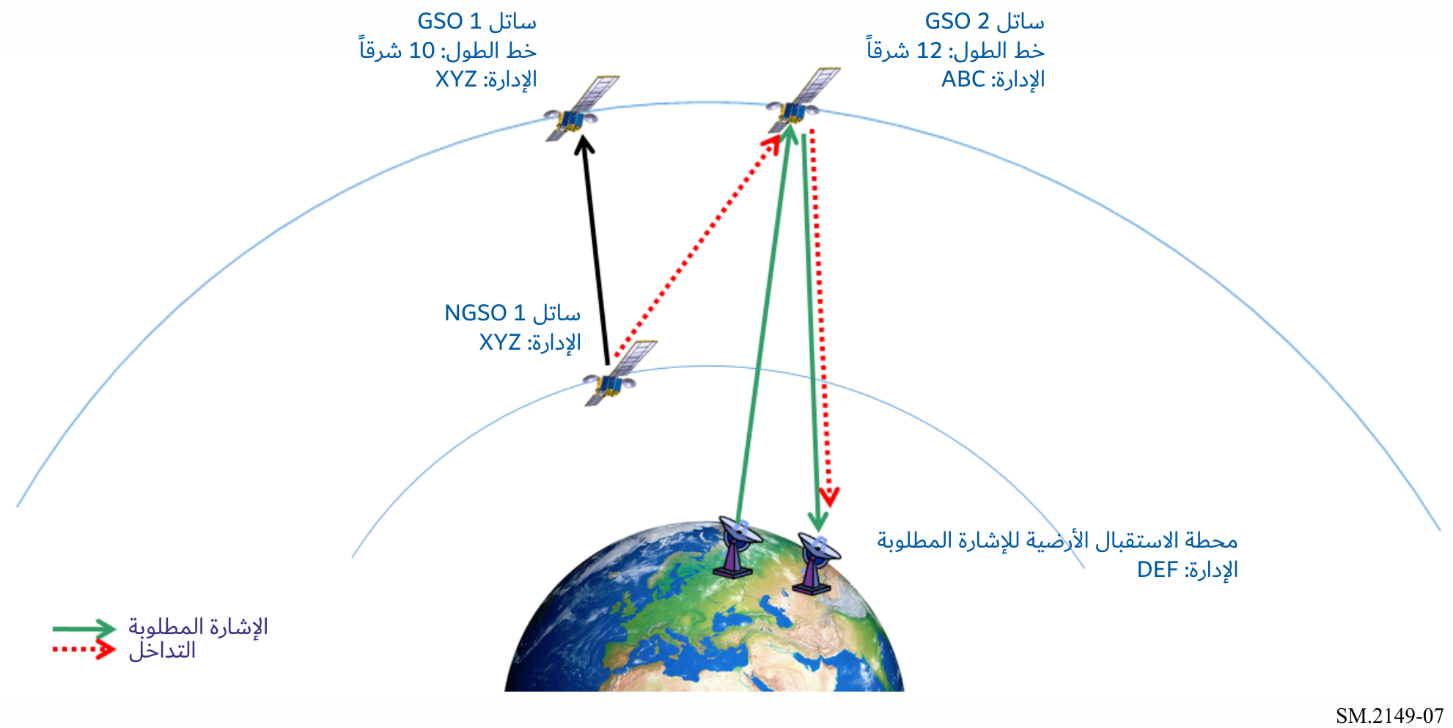 ساتل GSO 1
خط الطول: 10 شرقاً
الإدارة: XYZ
ساتل GSO 2
خط الطول: 12 شرقاً
الإدارة: ABC
ساتل NGSO 1
الإدارة: XYZ
محطة الاستقبال الأرضية للإشارة المطلوبة
الإدارة: DEF
الإشارة المطلوبة
التداخل
SM.2149-07